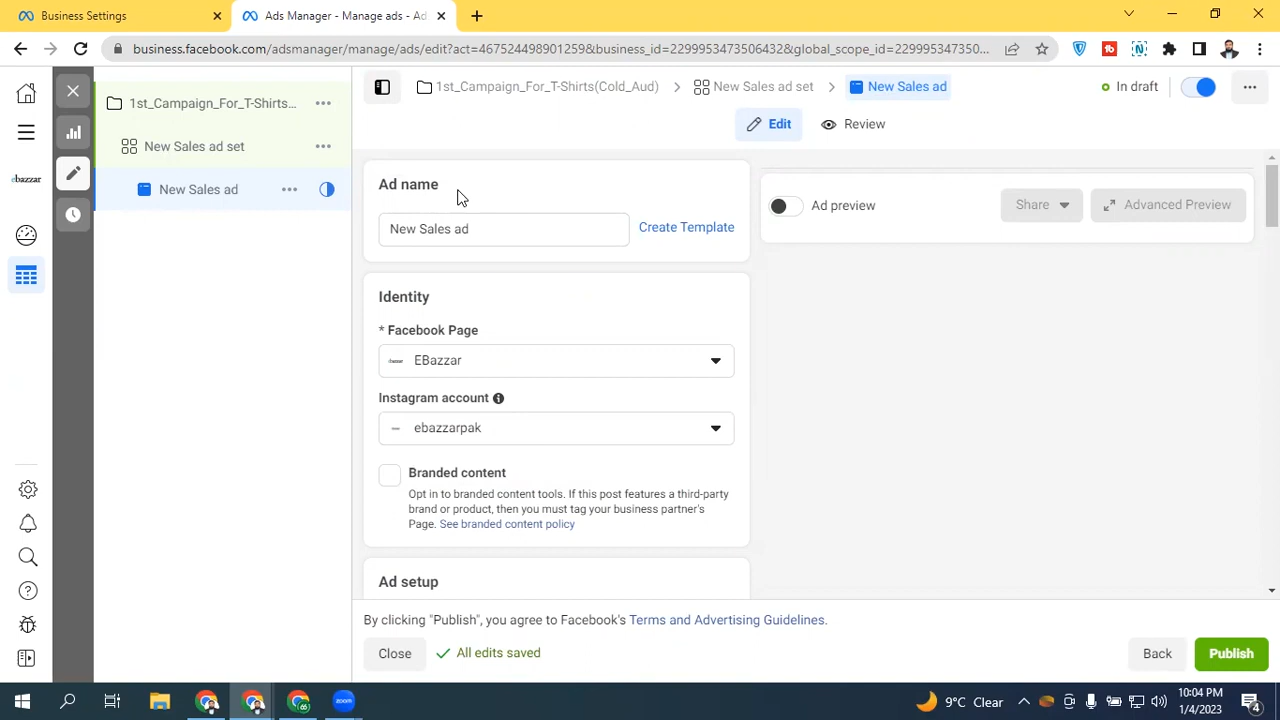 Business Settings
Ads Manager - Manage ads - Ad
business.facebook.com/adsmanager/manage/ads/edit?act=467524498901259&business_id=2299953473506432&global_scope_id=229995347350...
1st_Campaign_For_T-Shirts(Cold_Aud) > New Sales ad set > New Sales ad
In draft
1st_Campaign_For_T-Shirts...
Edit
Review
New Sales ad set
New Sales ad
ebazzar
Ad name
New Sales ad
Create Template
Ad preview
Share
Advanced Preview
Identity
* Facebook Page
EBazzar
Instagram account
ebazzarpak
Branded content
Opt in to branded content tools. If this post features a third-party
brand or product, then you must tag your business partner's
Page. See branded content policy
Ad setup
By clicking "Publish", you agree to Facebook's Terms and Advertising Guidelines.
Close
All edits saved
Back
Publish
zoom
9°C Clear
10:04 PM
1/4/2023
4